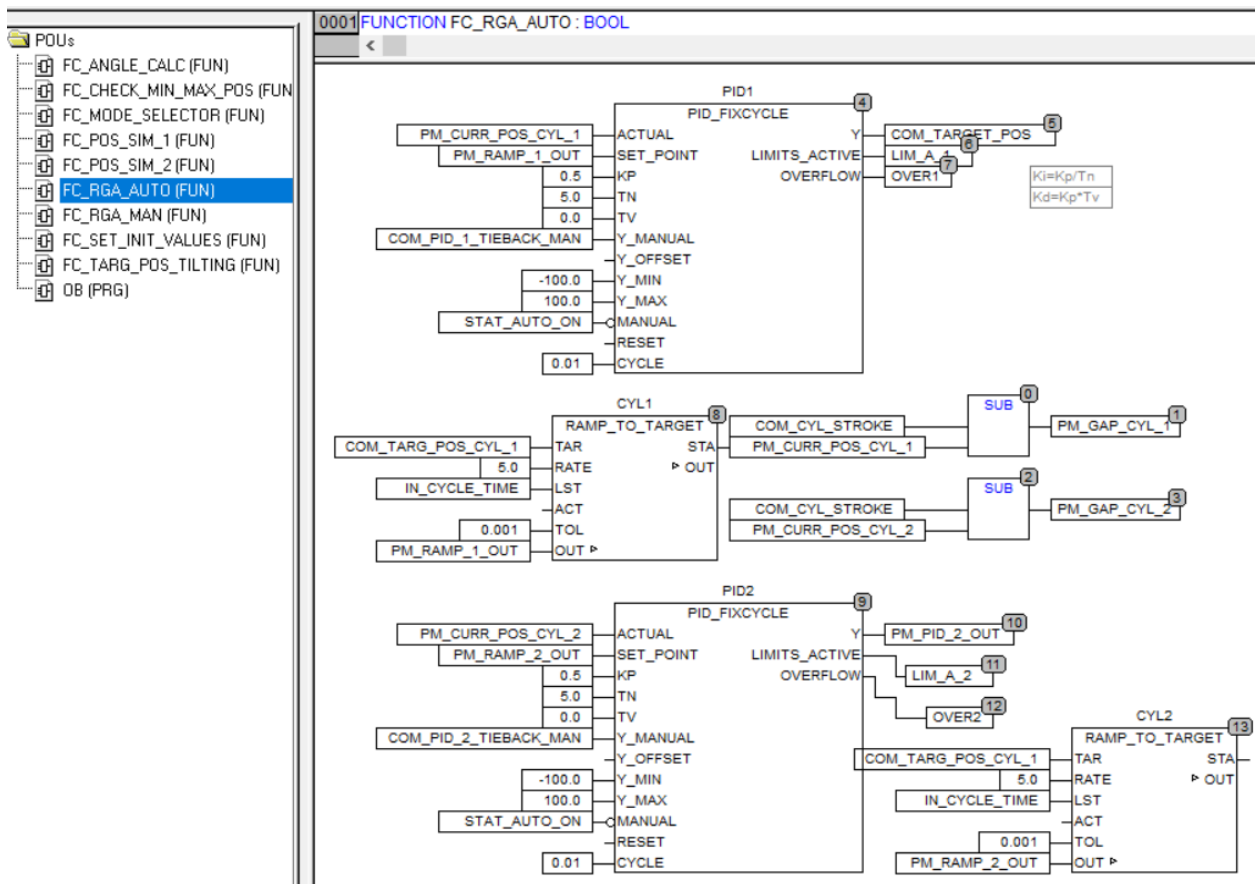 POUs
FC_ANGLE_CALC (FUN)
FC_CHECK_MIN_MAX_POS (FUN
FC_MODE_SELECTOR (FUN)
FC_POS_SIM_1 (FUN)
FC_POS_SIM_2 (FUN)
FC_RGA_AUTO (FUN)
FC_RGA_MAN (FUN)
FC_SET_INIT_VALUES (FUN)
FC_TARG_POS_TILTING (FUN)
OB (PRG)
0001 FUNCTION FC_RGA_AUTO : BOOL
PID1
PID_FIXCYCLE 4
PM_CURR_POS_CYL_1 ACTUAL Y COM_TARGET_POS 5
PM_RAMP_1_OUT SET_POINT LIMITS_ACTIVE LIM_A_1 6
0.5 KP OVERFLOW OVER1 7 Ki=Kp/Tn
5.0 TN Kd=Kp*Tv
0.0 TV
COM_PID_1_TIEBACK_MAN Y_MANUAL
Y_OFFSET
-100.0 Y_MIN
100.0 Y_MAX
STAT_AUTO_ON MANUAL
RESET
0.01 CYCLE
CYL1
RAMP_TO_TARGET 8
COM_TARG_POS_CYL_1 TAR STA
5.0 RATE OUT
IN_CYCLE_TIME LST
ACT
0.001 TOL
PM_RAMP_1_OUT OUT
SUB 0
COM_CYL_STROKE PM_GAP_CYL_1 1
PM_CURR_POS_CYL_1
SUB 2
COM_CYL_STROKE PM_GAP_CYL_2 3
PM_CURR_POS_CYL_2
PID2
PID_FIXCYCLE 9
PM_CURR_POS_CYL_2 ACTUAL Y PM_PID_2_OUT 10
PM_RAMP_2_OUT SET_POINT LIMITS_ACTIVE LIM_A_2 11
0.5 KP OVERFLOW OVER2 12
5.0 TN
0.0 TV
COM_PID_2_TIEBACK_MAN Y_MANUAL
Y_OFFSET
-100.0 Y_MIN
100.0 Y_MAX
STAT_AUTO_ON MANUAL
RESET
0.01 CYCLE
CYL2
RAMP_TO_TARGET 13
COM_TARG_POS_CYL_1 TAR STA
5.0 RATE OUT
IN_CYCLE_TIME LST
ACT
0.001 TOL
PM_RAMP_2_OUT OUT